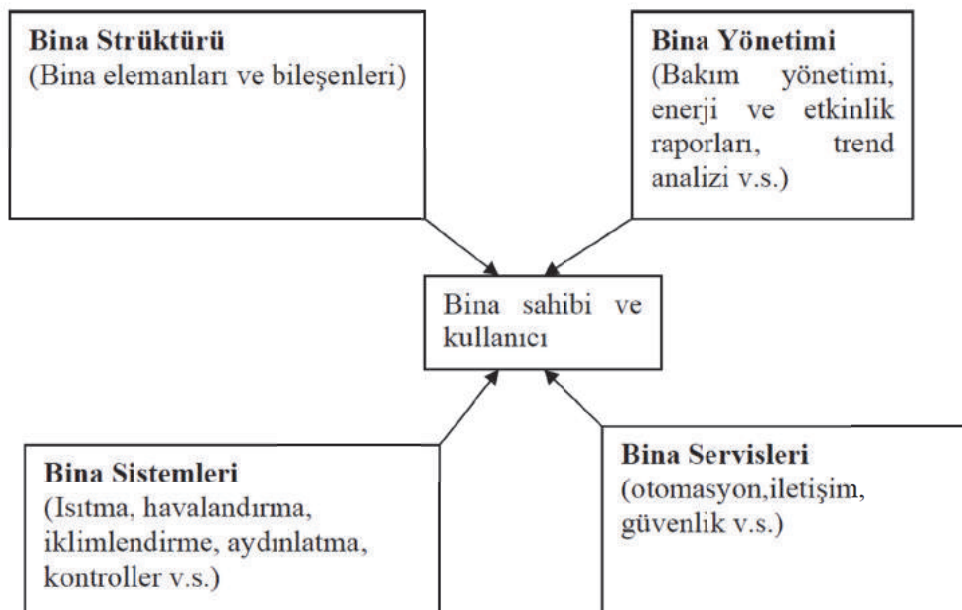 Bina Strüktürü
(Bina elemanları ve bileşenleri)
Bina Yönetimi
(Bakım yönetimi,
enerji ve etkinlik
raporları, trend
analizi v.s.)
Bina sahibi ve
kullanıcı
Bina Sistemleri
(Isıtma, havalandırma,
iklimlendirme, aydınlatma,
kontroller v.s.)
Bina Servisleri
(otomasyon,iletişim,
güvenlik v.s.)